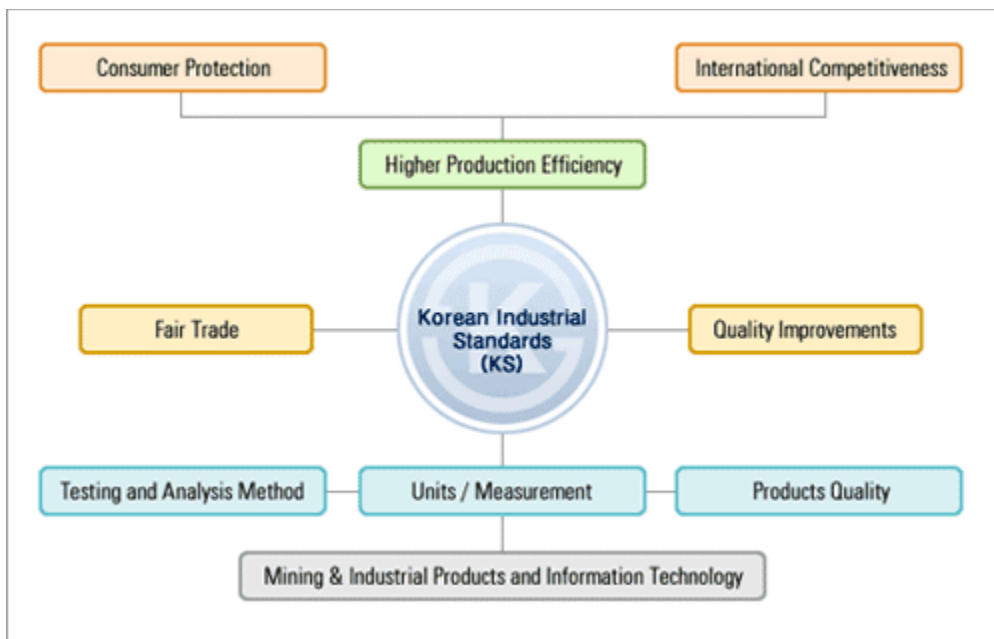 Consumer Protection
International Competitiveness
Higher Production Efficiency
Fair Trade
Korean Industrial
Standards
(KS)
Quality Improvements
Testing and Analysis Method
Units / Measurement
Products Quality
Mining & Industrial Products and Information Technology